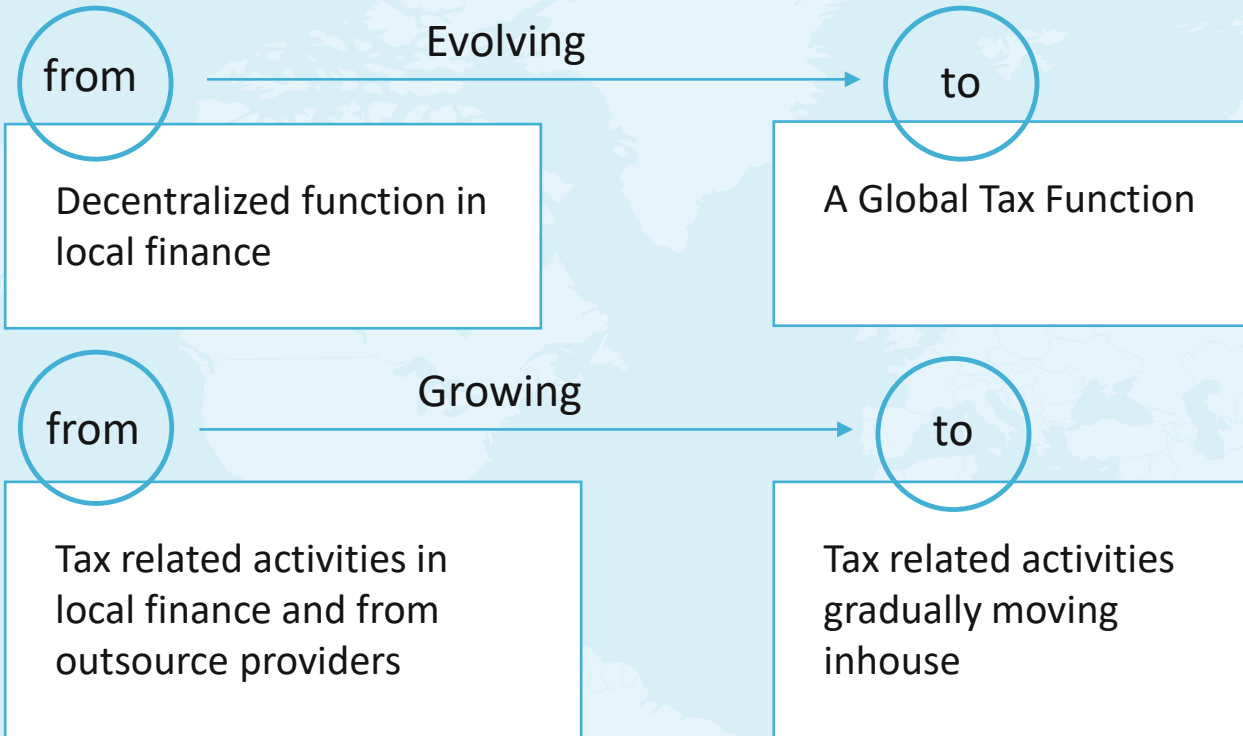 Evolving
from
to
Decentralized function in
local finance
A Global Tax Function
Growing
from
to
Tax related activities in
local finance and from
outsource providers
Tax related activities
gradually moving
inhouse